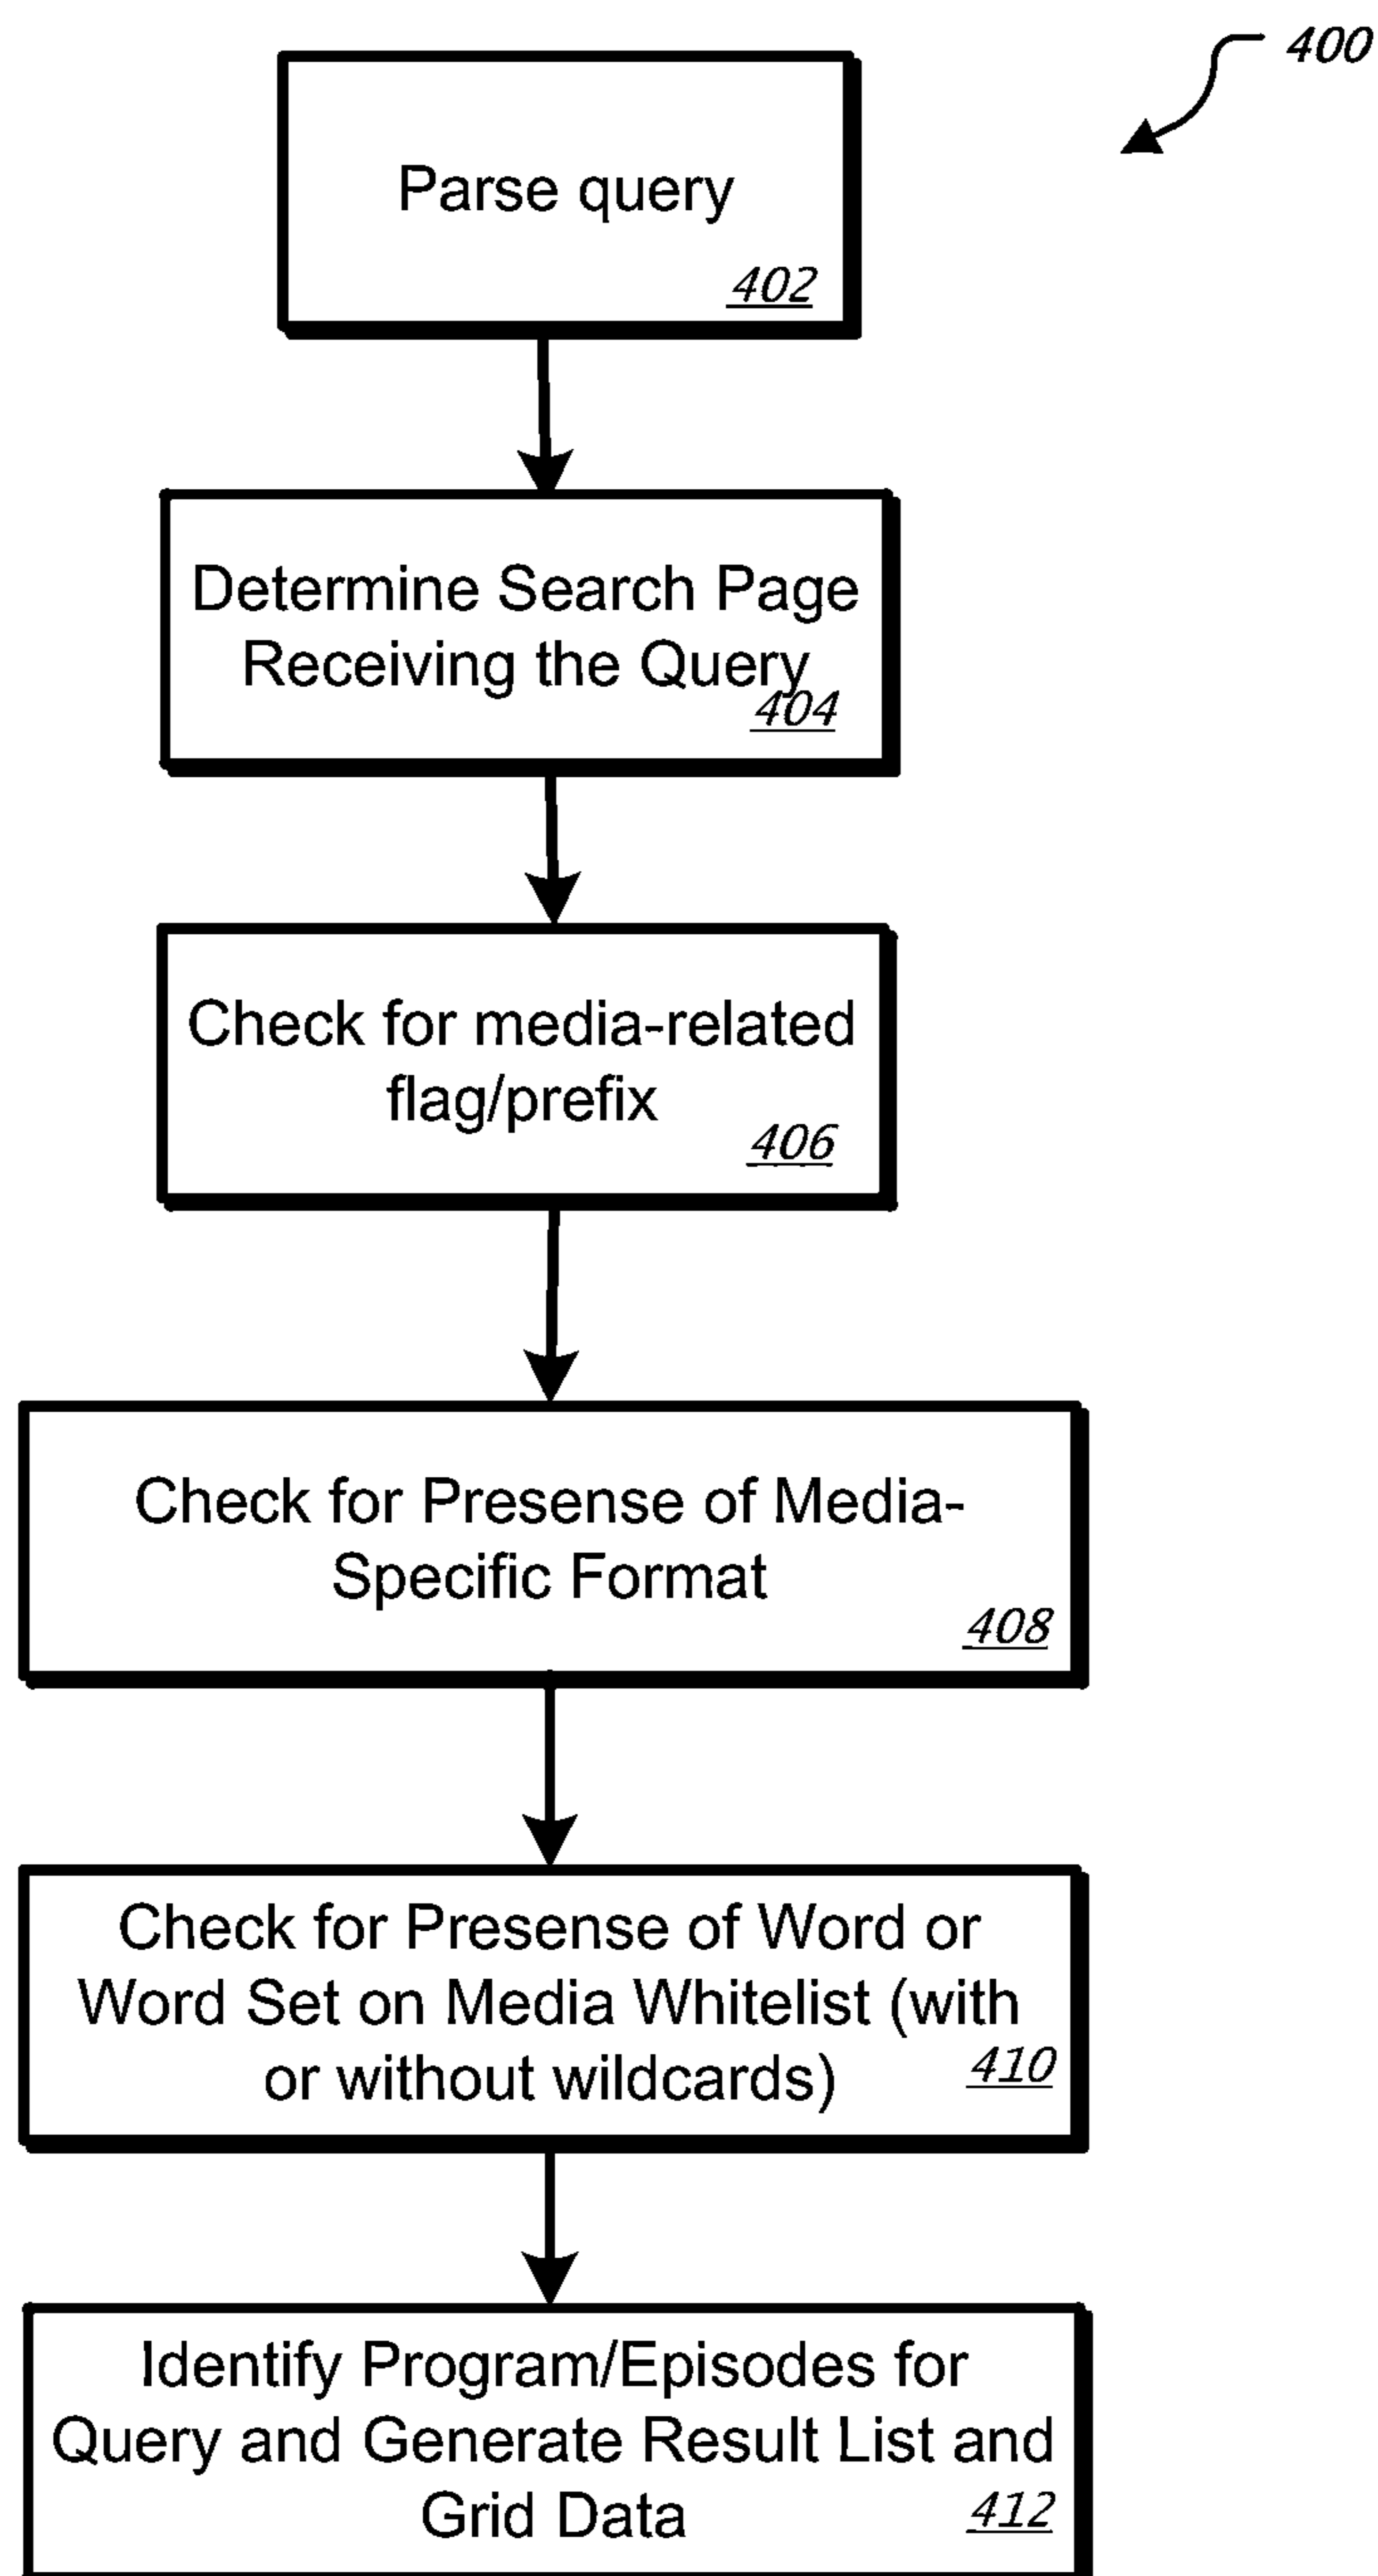 400
Parse query
402
Determine Search Page
Receiving the Query
404
Check for media-related
flag/prefix
406
Check for Presense of Media-
Specific Format
408
Check for Presense of Word or
Word Set on Media Whitelist (with
or without wildcards)
410
Identify Program/Episodes for
Query and Generate Result List and
Grid Data
412